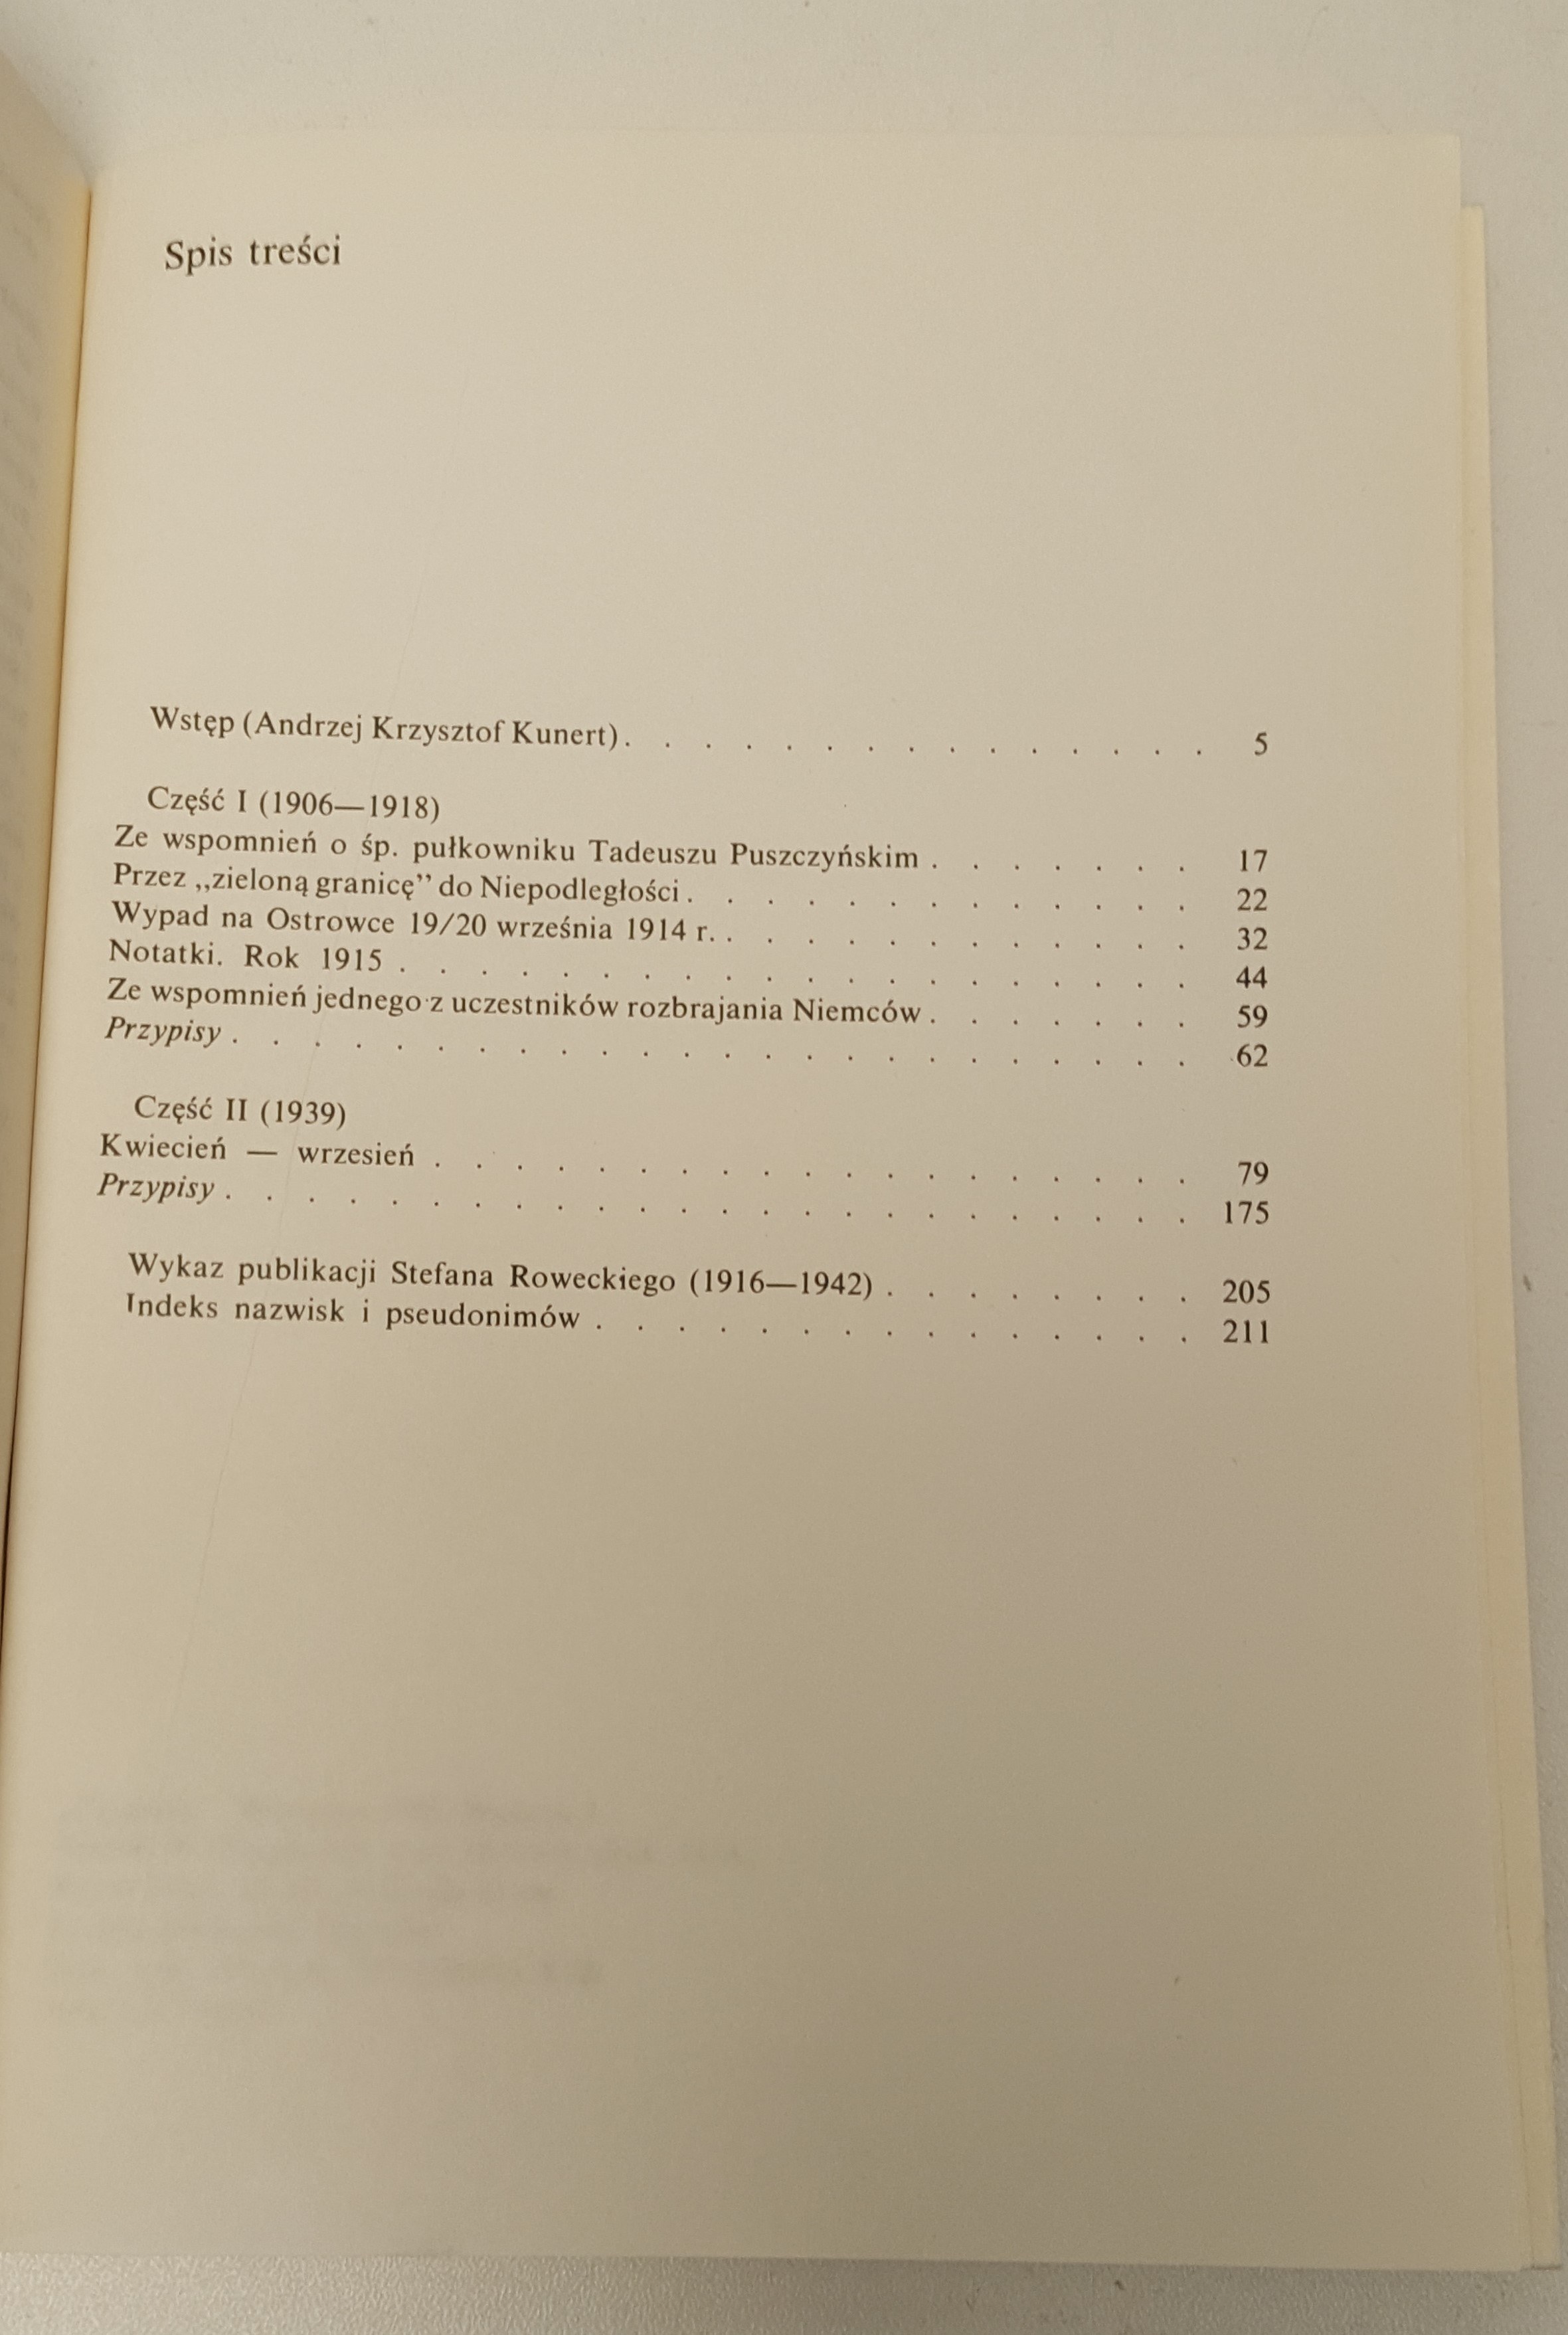 Spis treści
Wstęp (Andrzej Krzysztof Kunert) . . . . . . . . . . . . . . . 5
Część I (1906—1918)
Ze wspomnień o śp. pułkowniku Tadeuszu Puszczyńskim . . . . . . . 17
Przez „zieloną granicę” do Niepodległości . . . . . . . . . . . . . 22
Wypad na Ostrowce 19/20 września 1914 r. . . . . . . . . . . . . 32
Notatki. Rok 1915 . . . . . . . . . . . . . . . . . . . . 44
Ze wspomnień jednego z uczestników rozbrajania Niemców . . . . . . . 59
Przypisy . . . . . . . . . . . . . . . . . . . . . . . . 62
Część II (1939)
Kwiecień — wrzesień . . . . . . . . . . . . . . . . . . . 79
Przypisy . . . . . . . . . . . . . . . . . . . . . . . . 175
Wykaz publikacji Stefana Roweckiego (1916—1942) . . . . . . . . 205
Indeks nazwisk i pseudonimów . . . . . . . . . . . . . . . 211